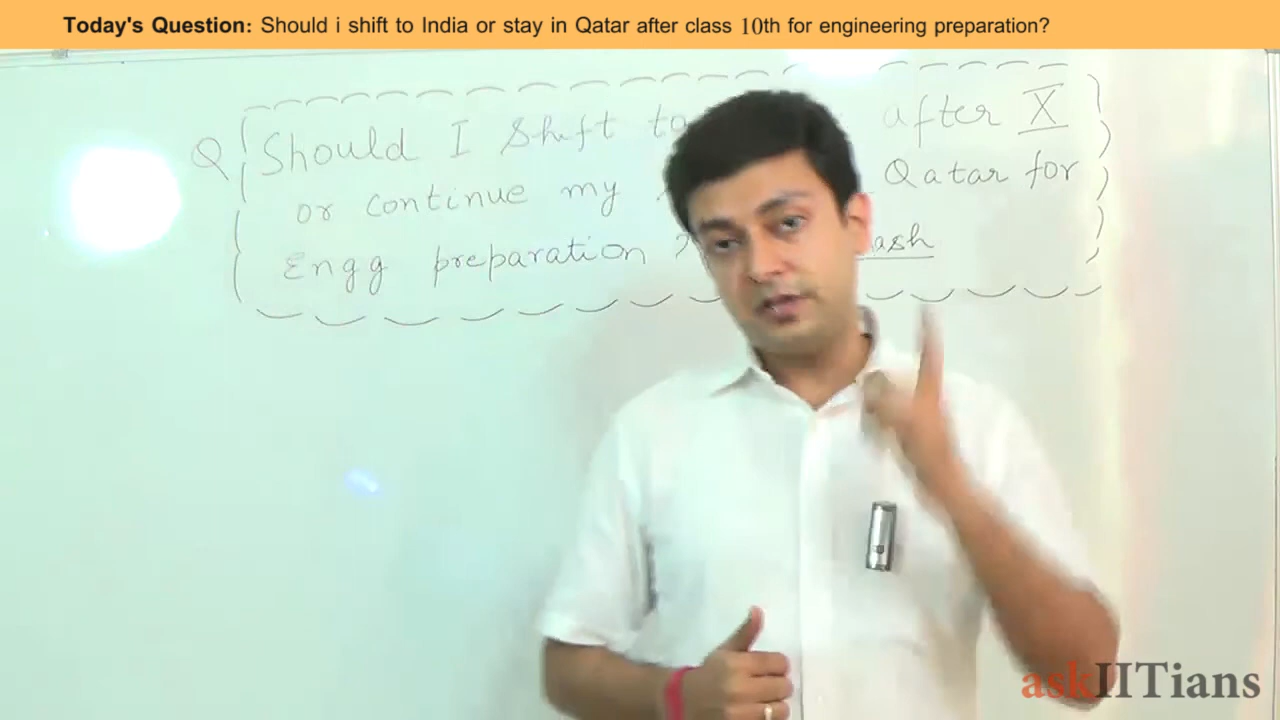 Today's Question: Should i shift to India or stay in Qatar after class 10th for engineering preparation?
Q Should I Shift to after X
or continue my Qatar for
Engg preparation ? ash
askIITians